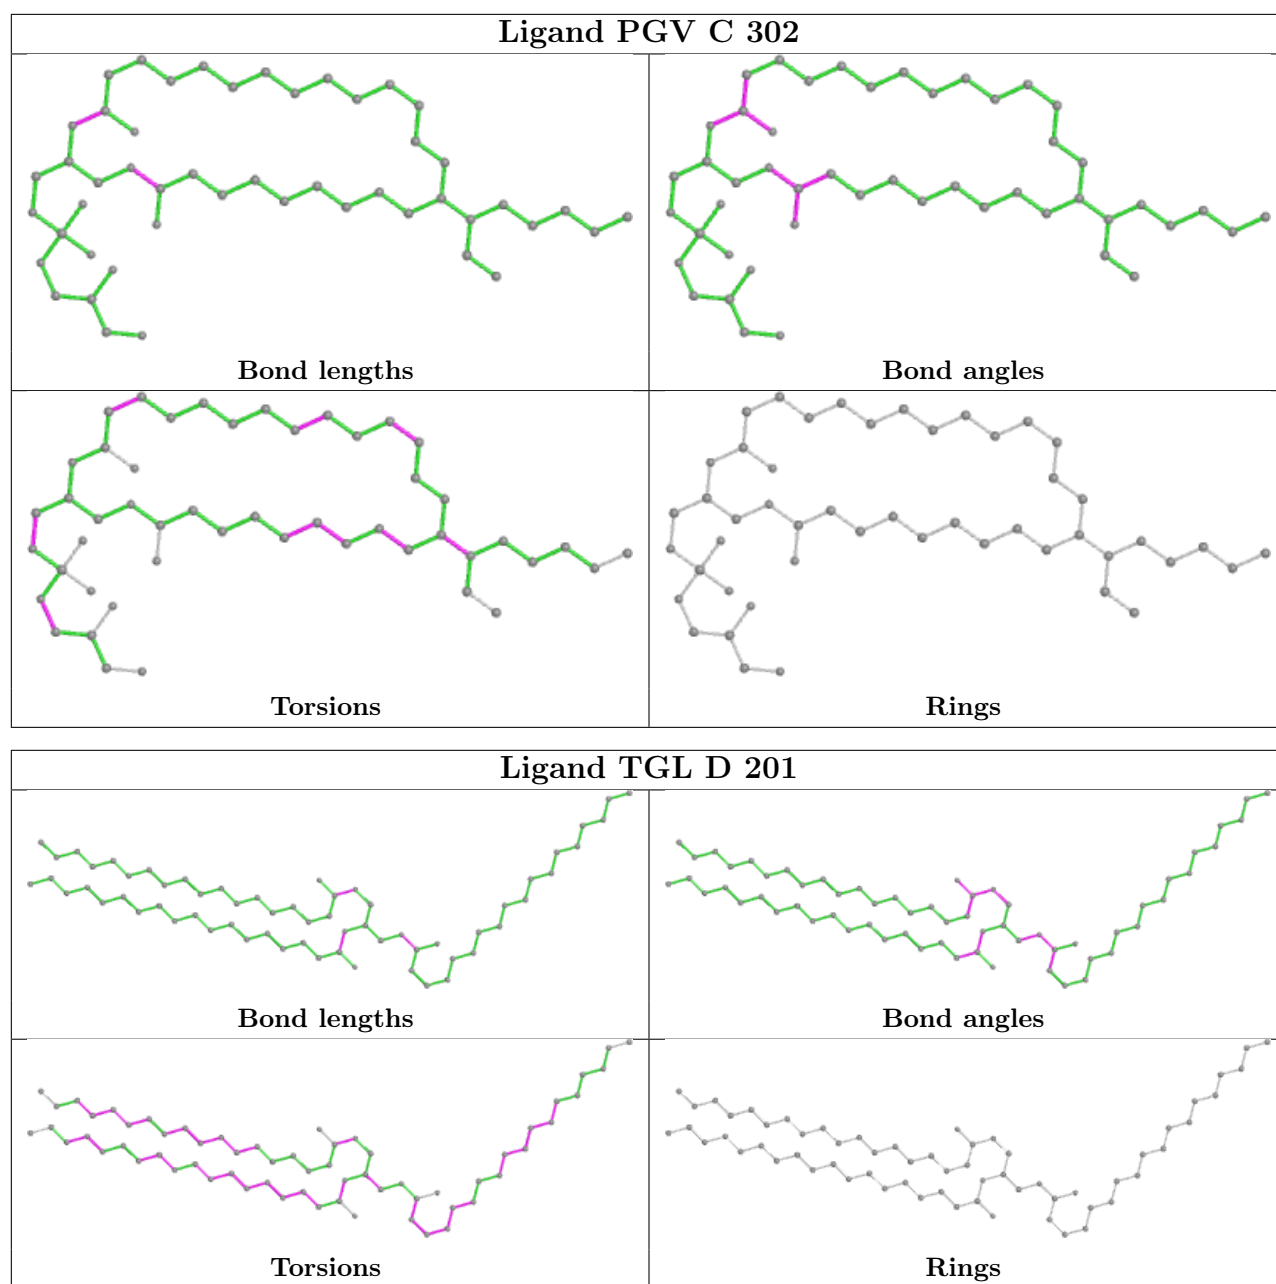 Ligand PGV C 302
Bond lengths
Bond angles
Torsions
Rings
Ligand TGL D 201
Bond lengths
Bond angles
Torsions
Rings